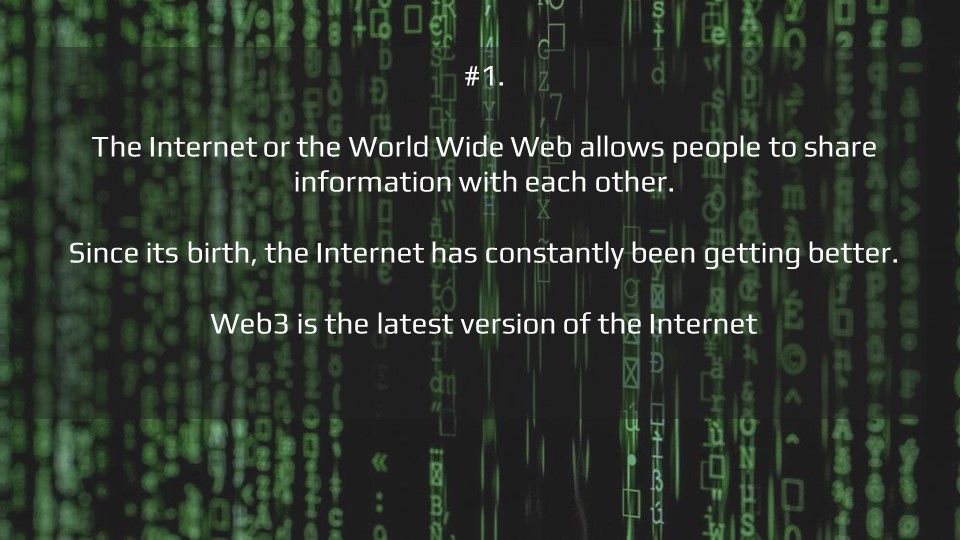 #1.
The Internet or the World Wide Web allows people to share
information with each other.
Since its birth, the Internet has constantly been getting better.
Web3 is the latest version of the Internet